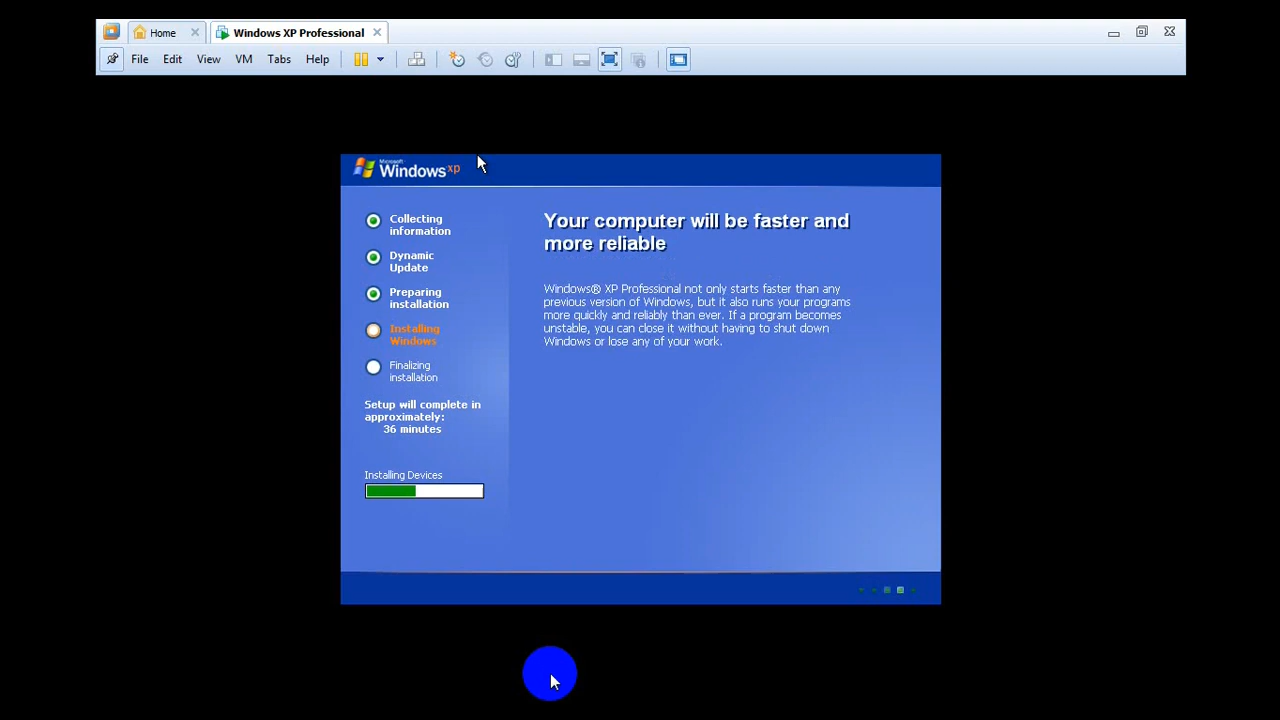 Home
Windows XP Professional
File Edit View VM Tabs Help
Microsoft
Windows xp
Collecting
information
Dynamic
Update
Preparing
installation
Installing
Windows
Finalizing
installation
Setup will complete in
approximately:
36 minutes
Installing Devices
Your computer will be faster and
more reliable
Windows® XP Professional not only starts faster than any
previous version of Windows, but it also runs your programs
more quickly and reliably than ever. If a program becomes
unstable, you can close it without having to shut down
Windows or lose any of your work.